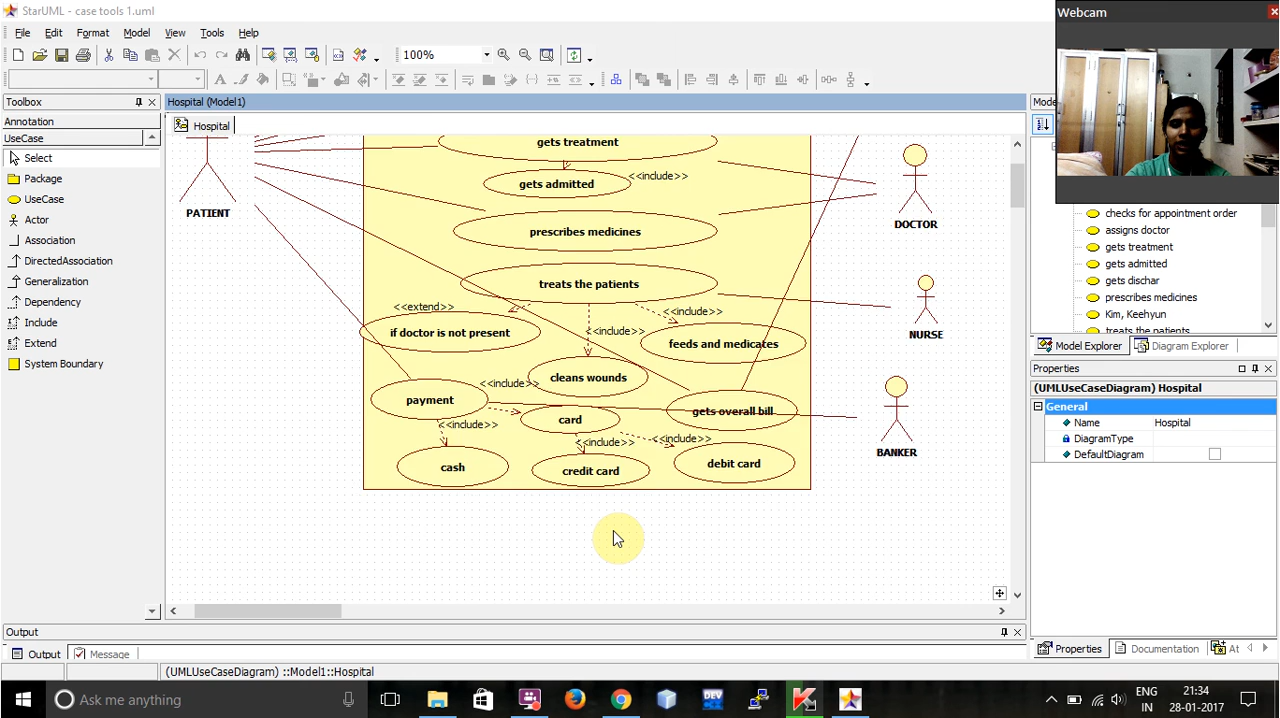 StarUML - case tools 1.uml
Webcam
File Edit Format Model View Tools Help
100%
Toolbox
Hospital (Model1)
Annotation
UseCase
Hospital
Select
Package
UseCase
Actor
Association
DirectedAssociation
Generalization
Dependency
Include
Extend
System Boundary
PATIENT
gets treatment
<<include>>
gets admitted
prescribes medicines
treats the patients
<<extend>>
<<include>>
if doctor is not present
<<include>>
feeds and medicates
cleans wounds
<<include>>
payment
card
gets overall bill
<<include>>
<<include>>
<<include>>
cash
credit card
debit card
DOCTOR
NURSE
BANKER
checks for appointment order
assigns doctor
gets treatment
gets admitted
gets dischar
prescribes medicines
Kim, Keehyun
treats the patients
Model Explorer Diagram Explorer
Properties
(UMLUseCaseDiagram) Hospital
General
Name Hospital
DiagramType
DefaultDiagram
Properties Documentation At
Output
Output Message
(UMLUseCaseDiagram) ::Model1::Hospital
Ask me anything
DEV
ENG
IN
21:34
28-01-2017